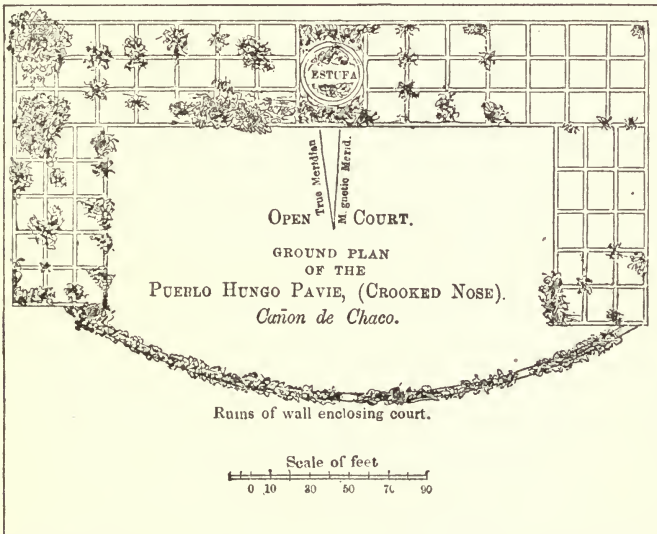 ESTUFA
True Meridian
Magnetic Merid.
OPEN COURT.
GROUND PLAN
OF THE
PUEBLO HUNGO PAVIE, (CROOKED NOSE).
Cañon de Chaco.
Ruins of wall enclosing court.
Scale of feet
0 10 30 50 70 90